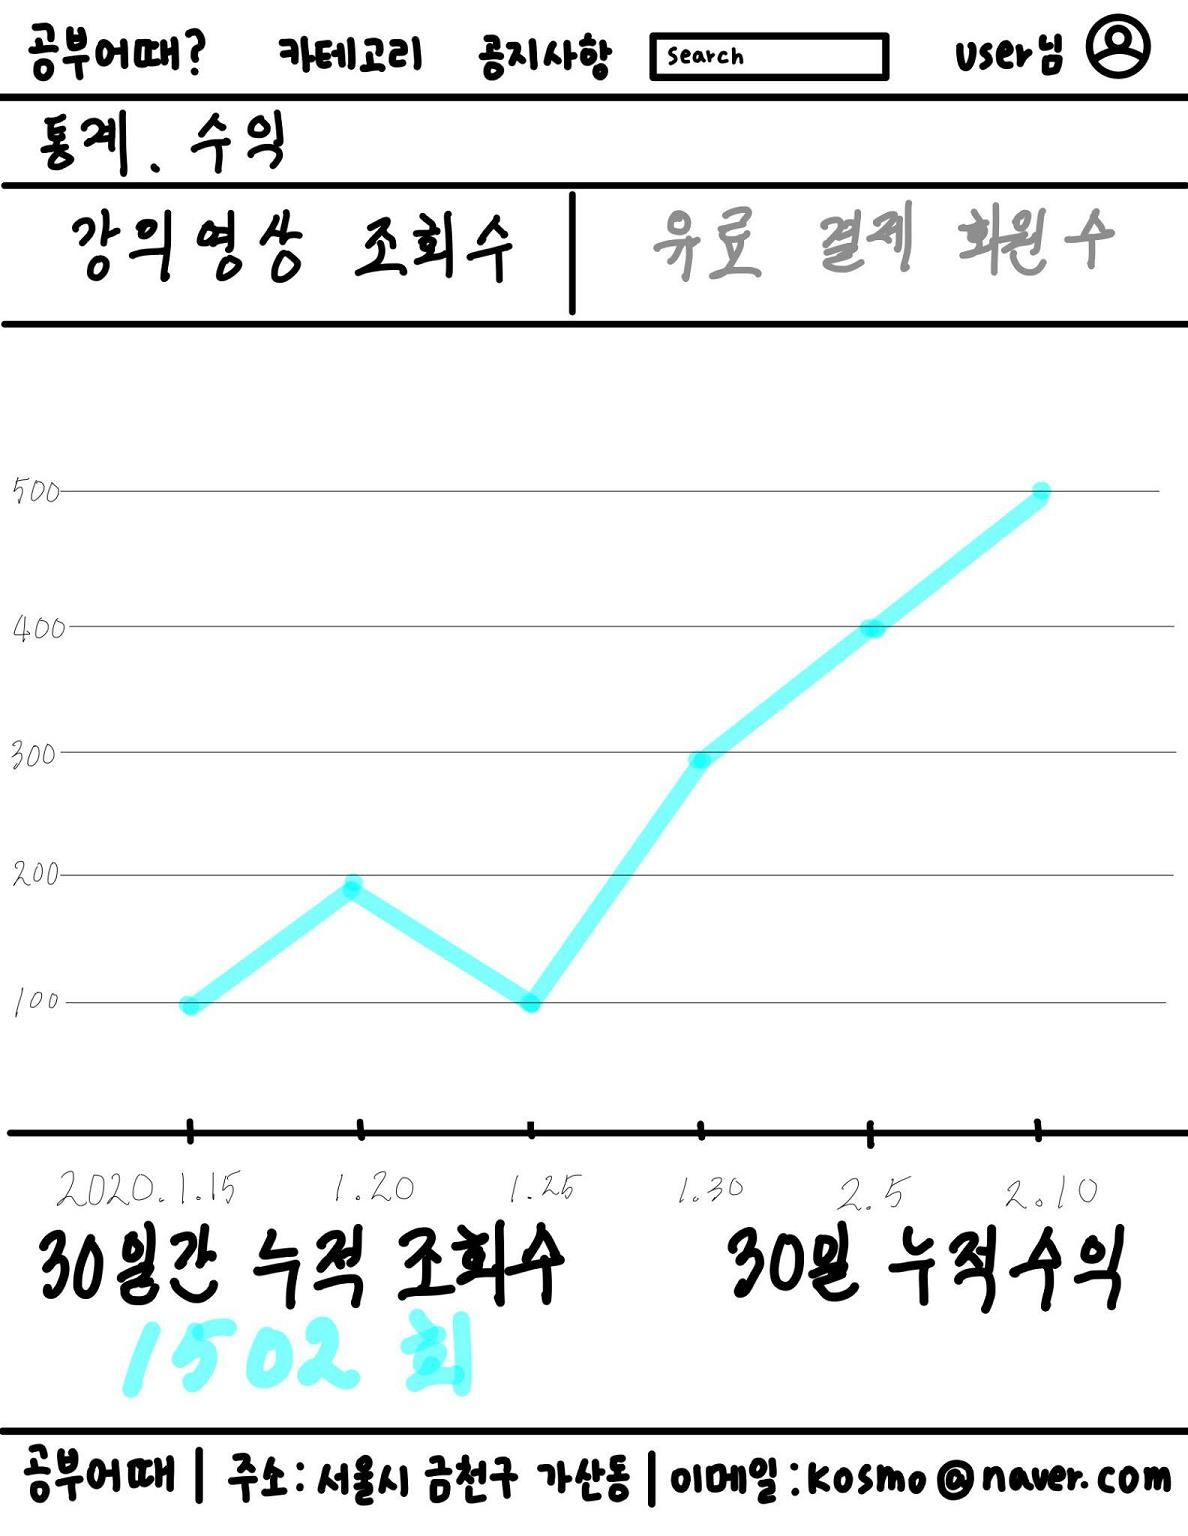 공부어때? 카테고리 공지사항 Search user님
통계. 수익
강의영상 조회수 유료 결제 회원수
500
400
300
200
100
2020.1.15 1.20 1.25 1.30 2.5 2.10
30일간 누적 조회수 30일 누적수익
1502 회
공부어때 | 주소: 서울시 금천구 가산동 | 이메일: kosmo@naver.com